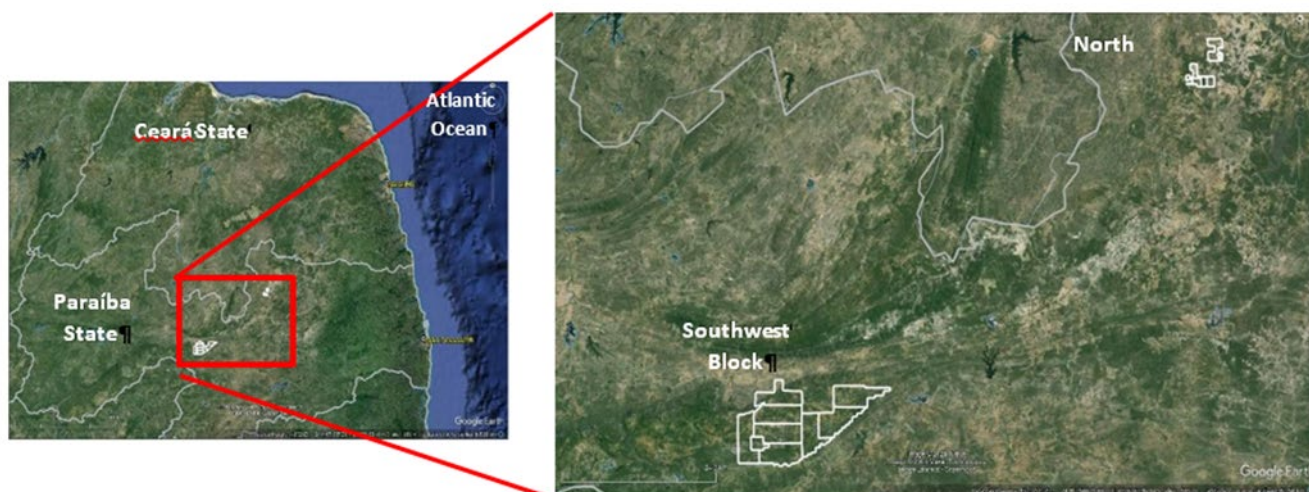 Atlantic
Ocean¶
Ceará State
Paraíba
State¶
Google Earth
North
Southwest
Block¶
Google Earth